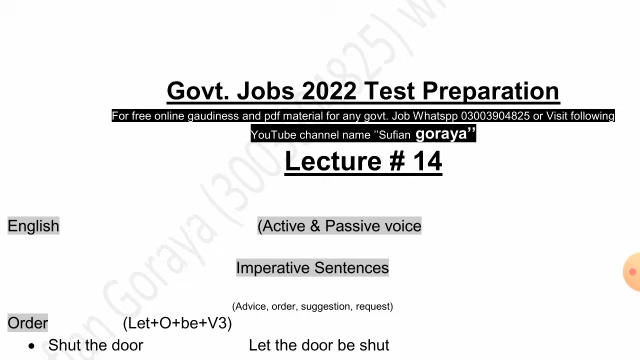 Govt. Jobs 2022 Test Preparation
For free online gaudiness and pdf material for any govt. Job Whatspp 03003904825 or Visit following
YouTube channel name ''Sufian goraya''
Lecture # 14
English (Active & Passive voice
Imperative Sentences
(Advice, order, suggestion, request)
Order (Let+O+be+V3)
• Shut the door Let the door be shut